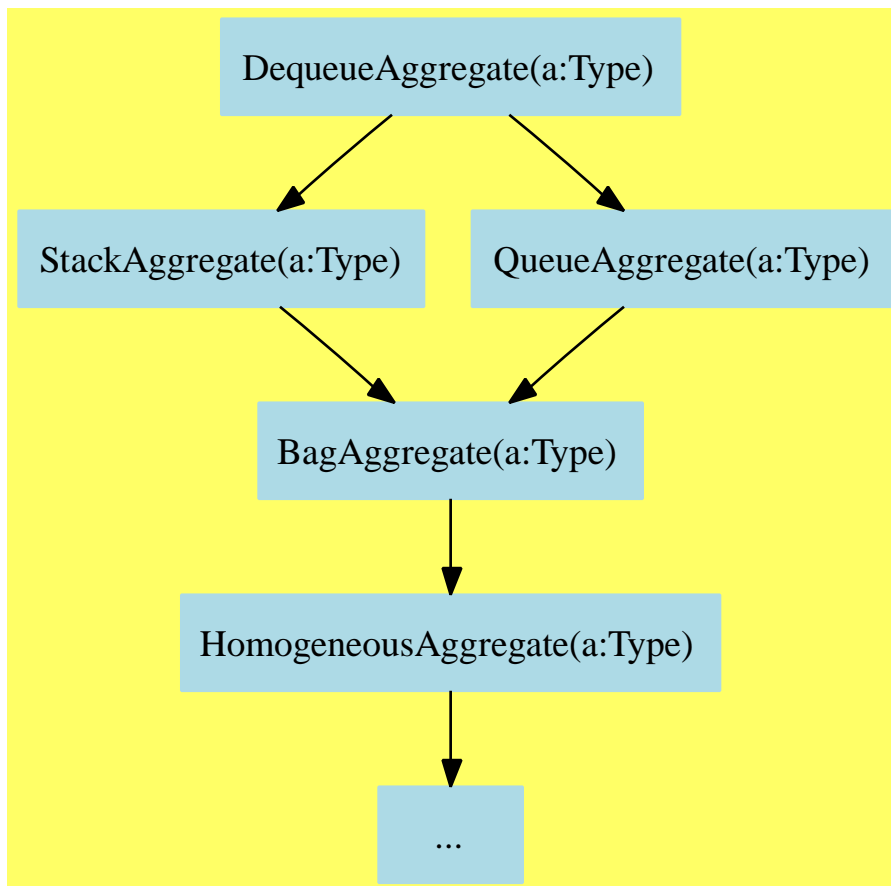 DequeueAggregate(a:Type)
StackAggregate(a:Type)
QueueAggregate(a:Type)
BagAggregate(a:Type)
HomogeneousAggregate(a:Type)
...